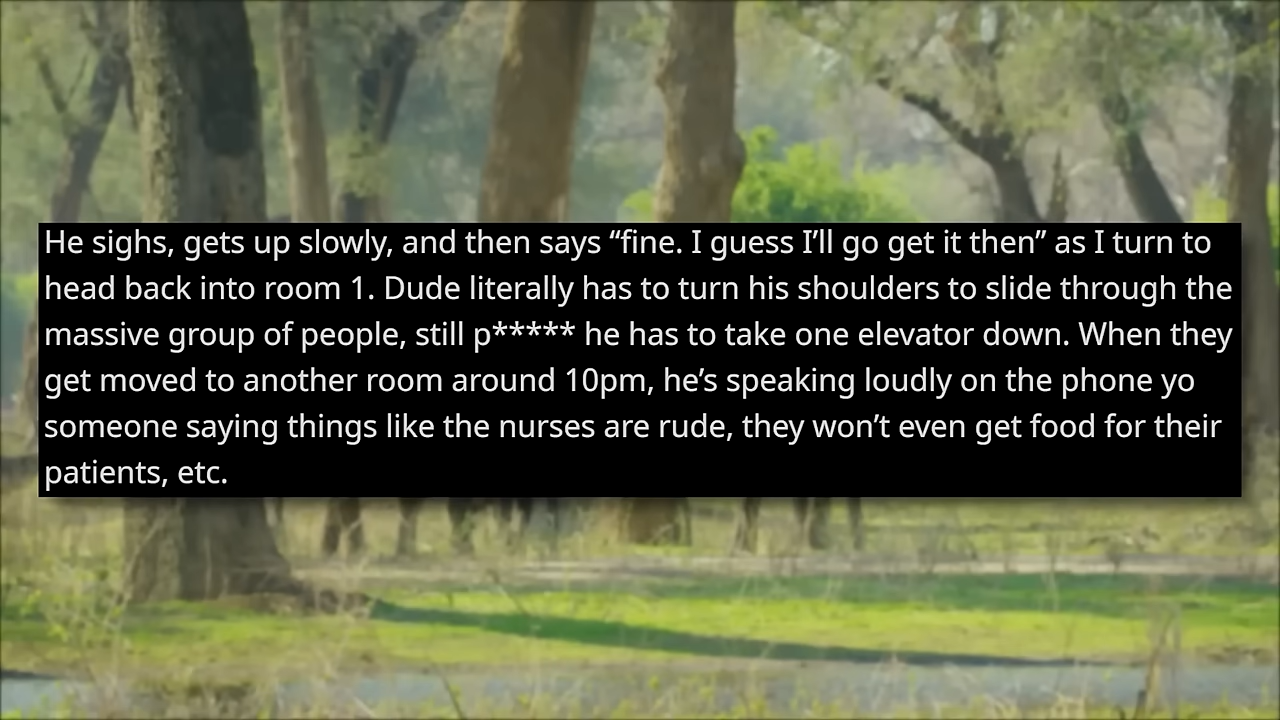 He sighs, gets up slowly, and then says “fine. I guess I’ll go get it then” as I turn to
head back into room 1. Dude literally has to turn his shoulders to slide through the
massive group of people, still p***** he has to take one elevator down. When they
get moved to another room around 10pm, he’s speaking loudly on the phone yo
someone saying things like the nurses are rude, they won’t even get food for their
patients, etc.